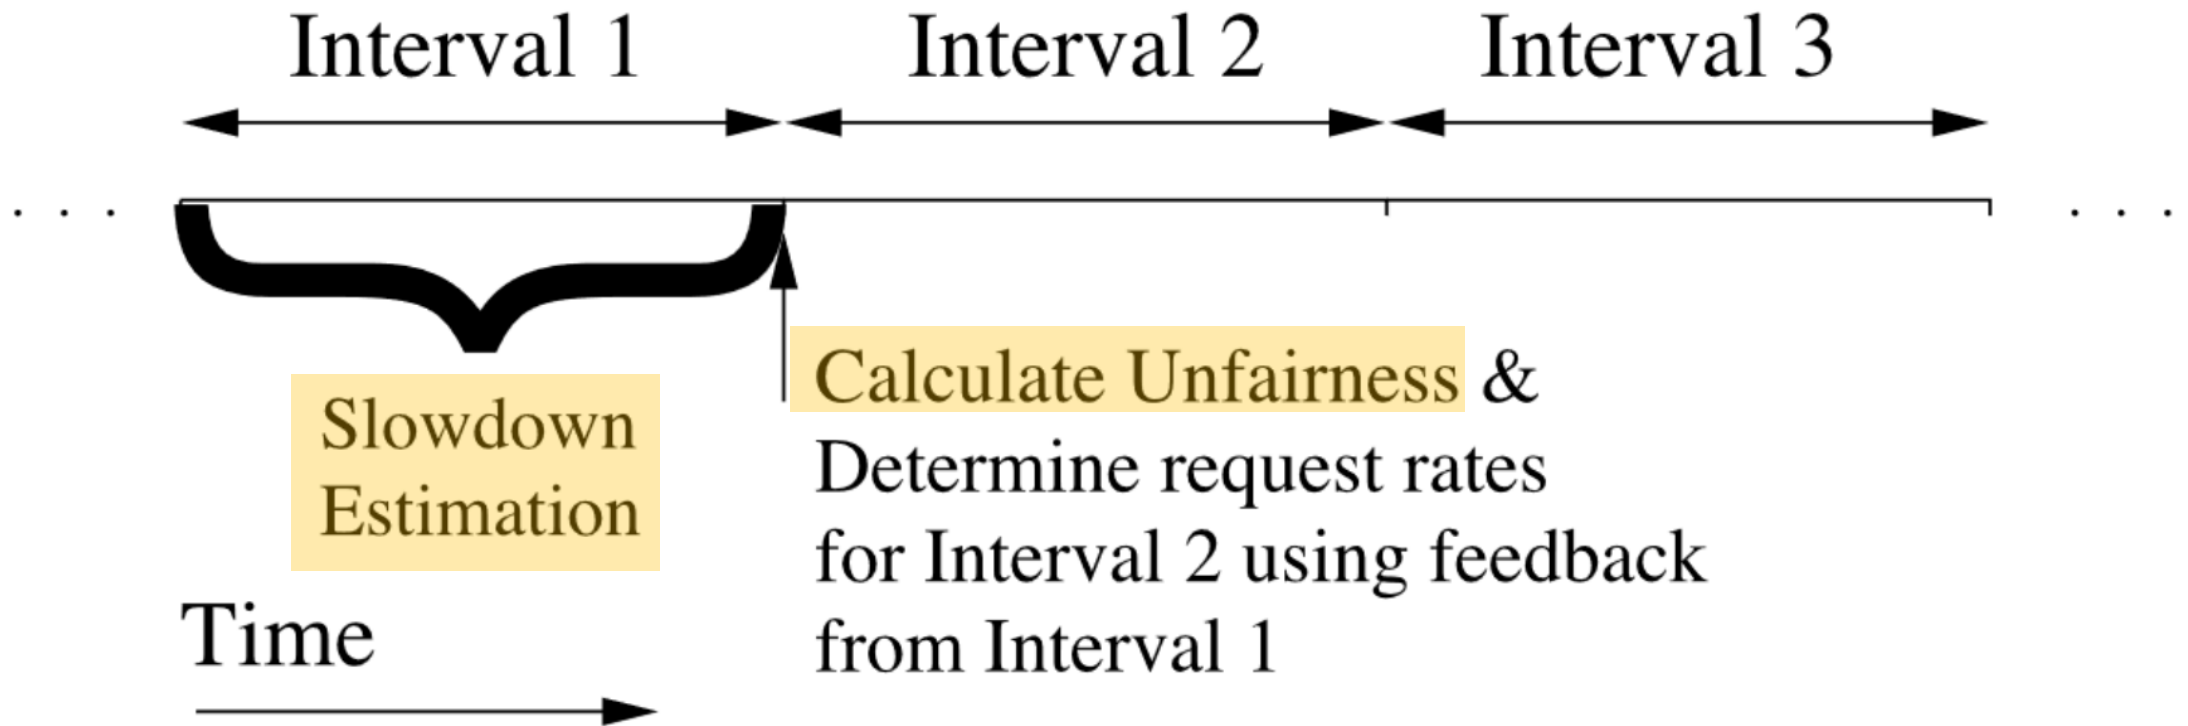 Interval 1
Interval 2
Interval 3
. . .
. . .
Slowdown
Estimation
Calculate Unfairness &
Determine request rates
for Interval 2 using feedback
from Interval 1
Time